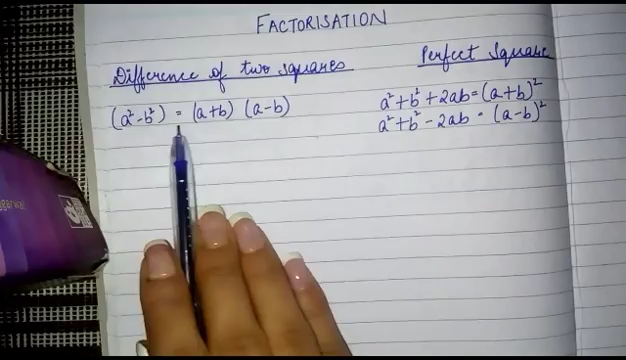 FACTORISATION
Difference of two squares
(a²-b²) = (a+b) (a-b)
Perfect Square
a²+b²+2ab=(a+b)²
a²+b²-2ab = (a-b)²